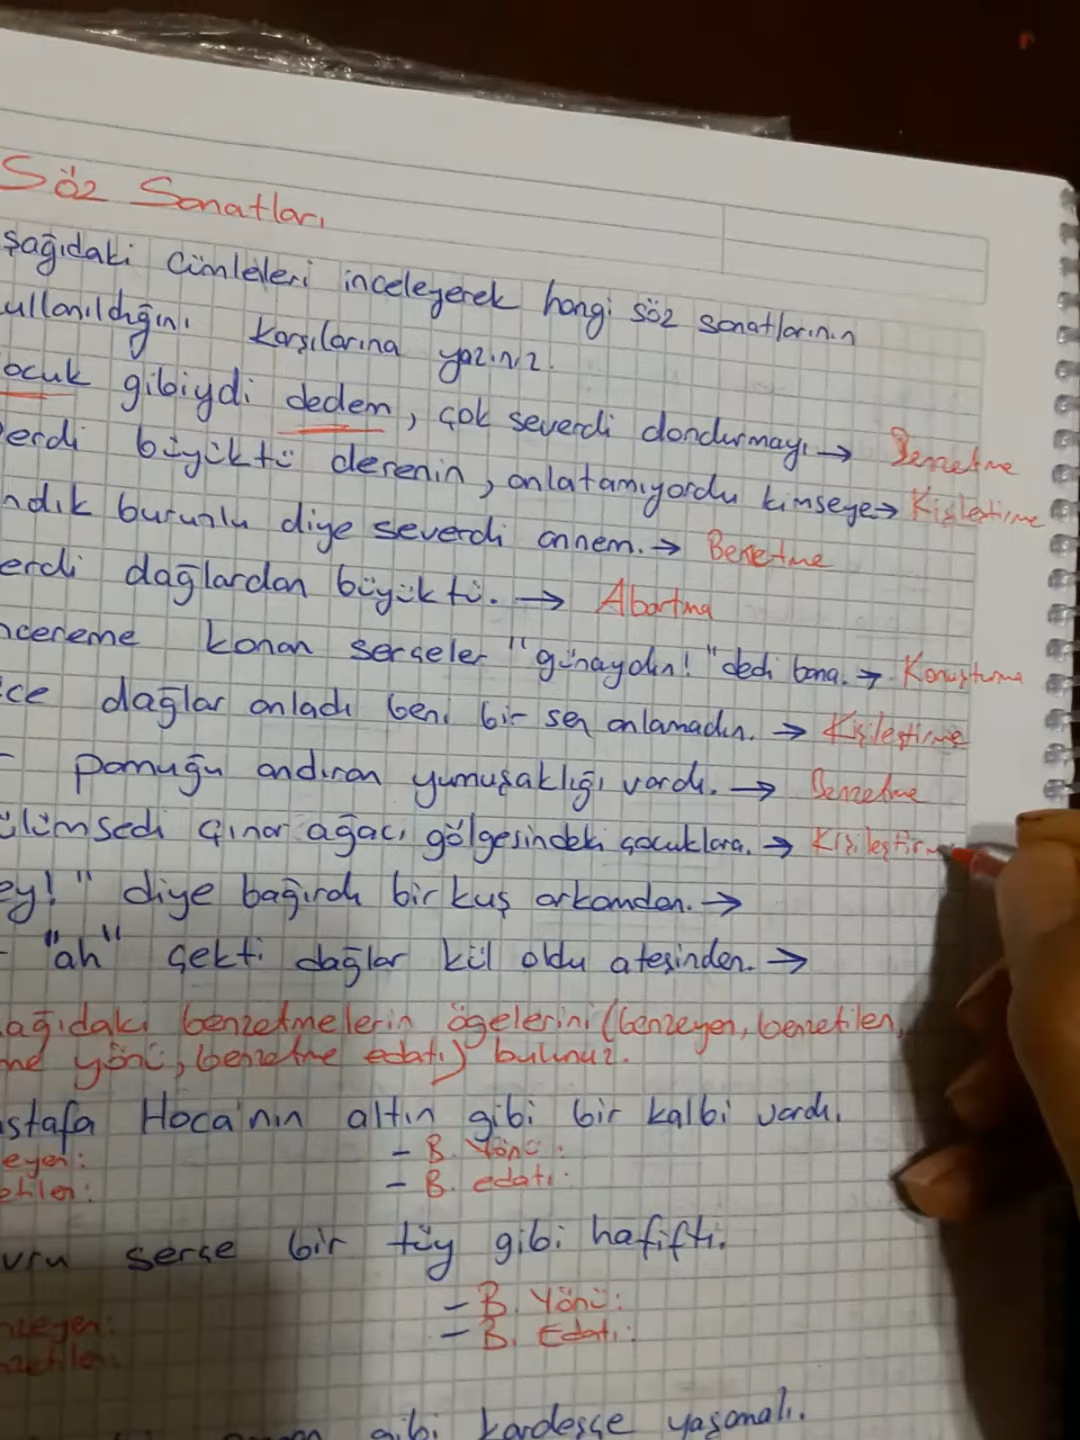 Söz Sanatları
şağıdaki cümleleri inceleyerek hangi söz sanatlarının
ullanıldığını karşılarına yazınız.
ocuk gibiydi dedem, çok severdi dondurmayı → Benzetme
erdi büyüktü derenin, anlatamıyordu kimseye → Kişileştirme
ndık burunlu diye severdi annem. → Benzetme
erdi dağlardan büyüktü. → Abartma
ncereme konan serçeler "günaydın!" dedi bana. → Konuşturma
ce dağlar anladı beni bir sen anlamadın. → Kişileştirme
pamuğu andıran yumuşaklığı vardı. → Benzetme
ülümsedi çınar ağacı gölgesindeki çocuklara. → Kişileştirm
ey!" diye bağırdı bir kuş arkamdan. →
"ah" çekti dağlar kül oldu ateşinden. →
ağıdaki benzetmelerin ögelerini (benzeyen, benzetilen,
me yönü, benzetme edatı) bulunuz.
stafa Hoca'nın altın gibi bir kalbi vardı.
eyen: - B. Yönü:
etilen: - B. edatı:
vru serçe bir tüy gibi hafifti.
nzeyen: - B. Yönü:
nzetilen: - B. Edatı:
gibi kardeşçe yaşamalı.